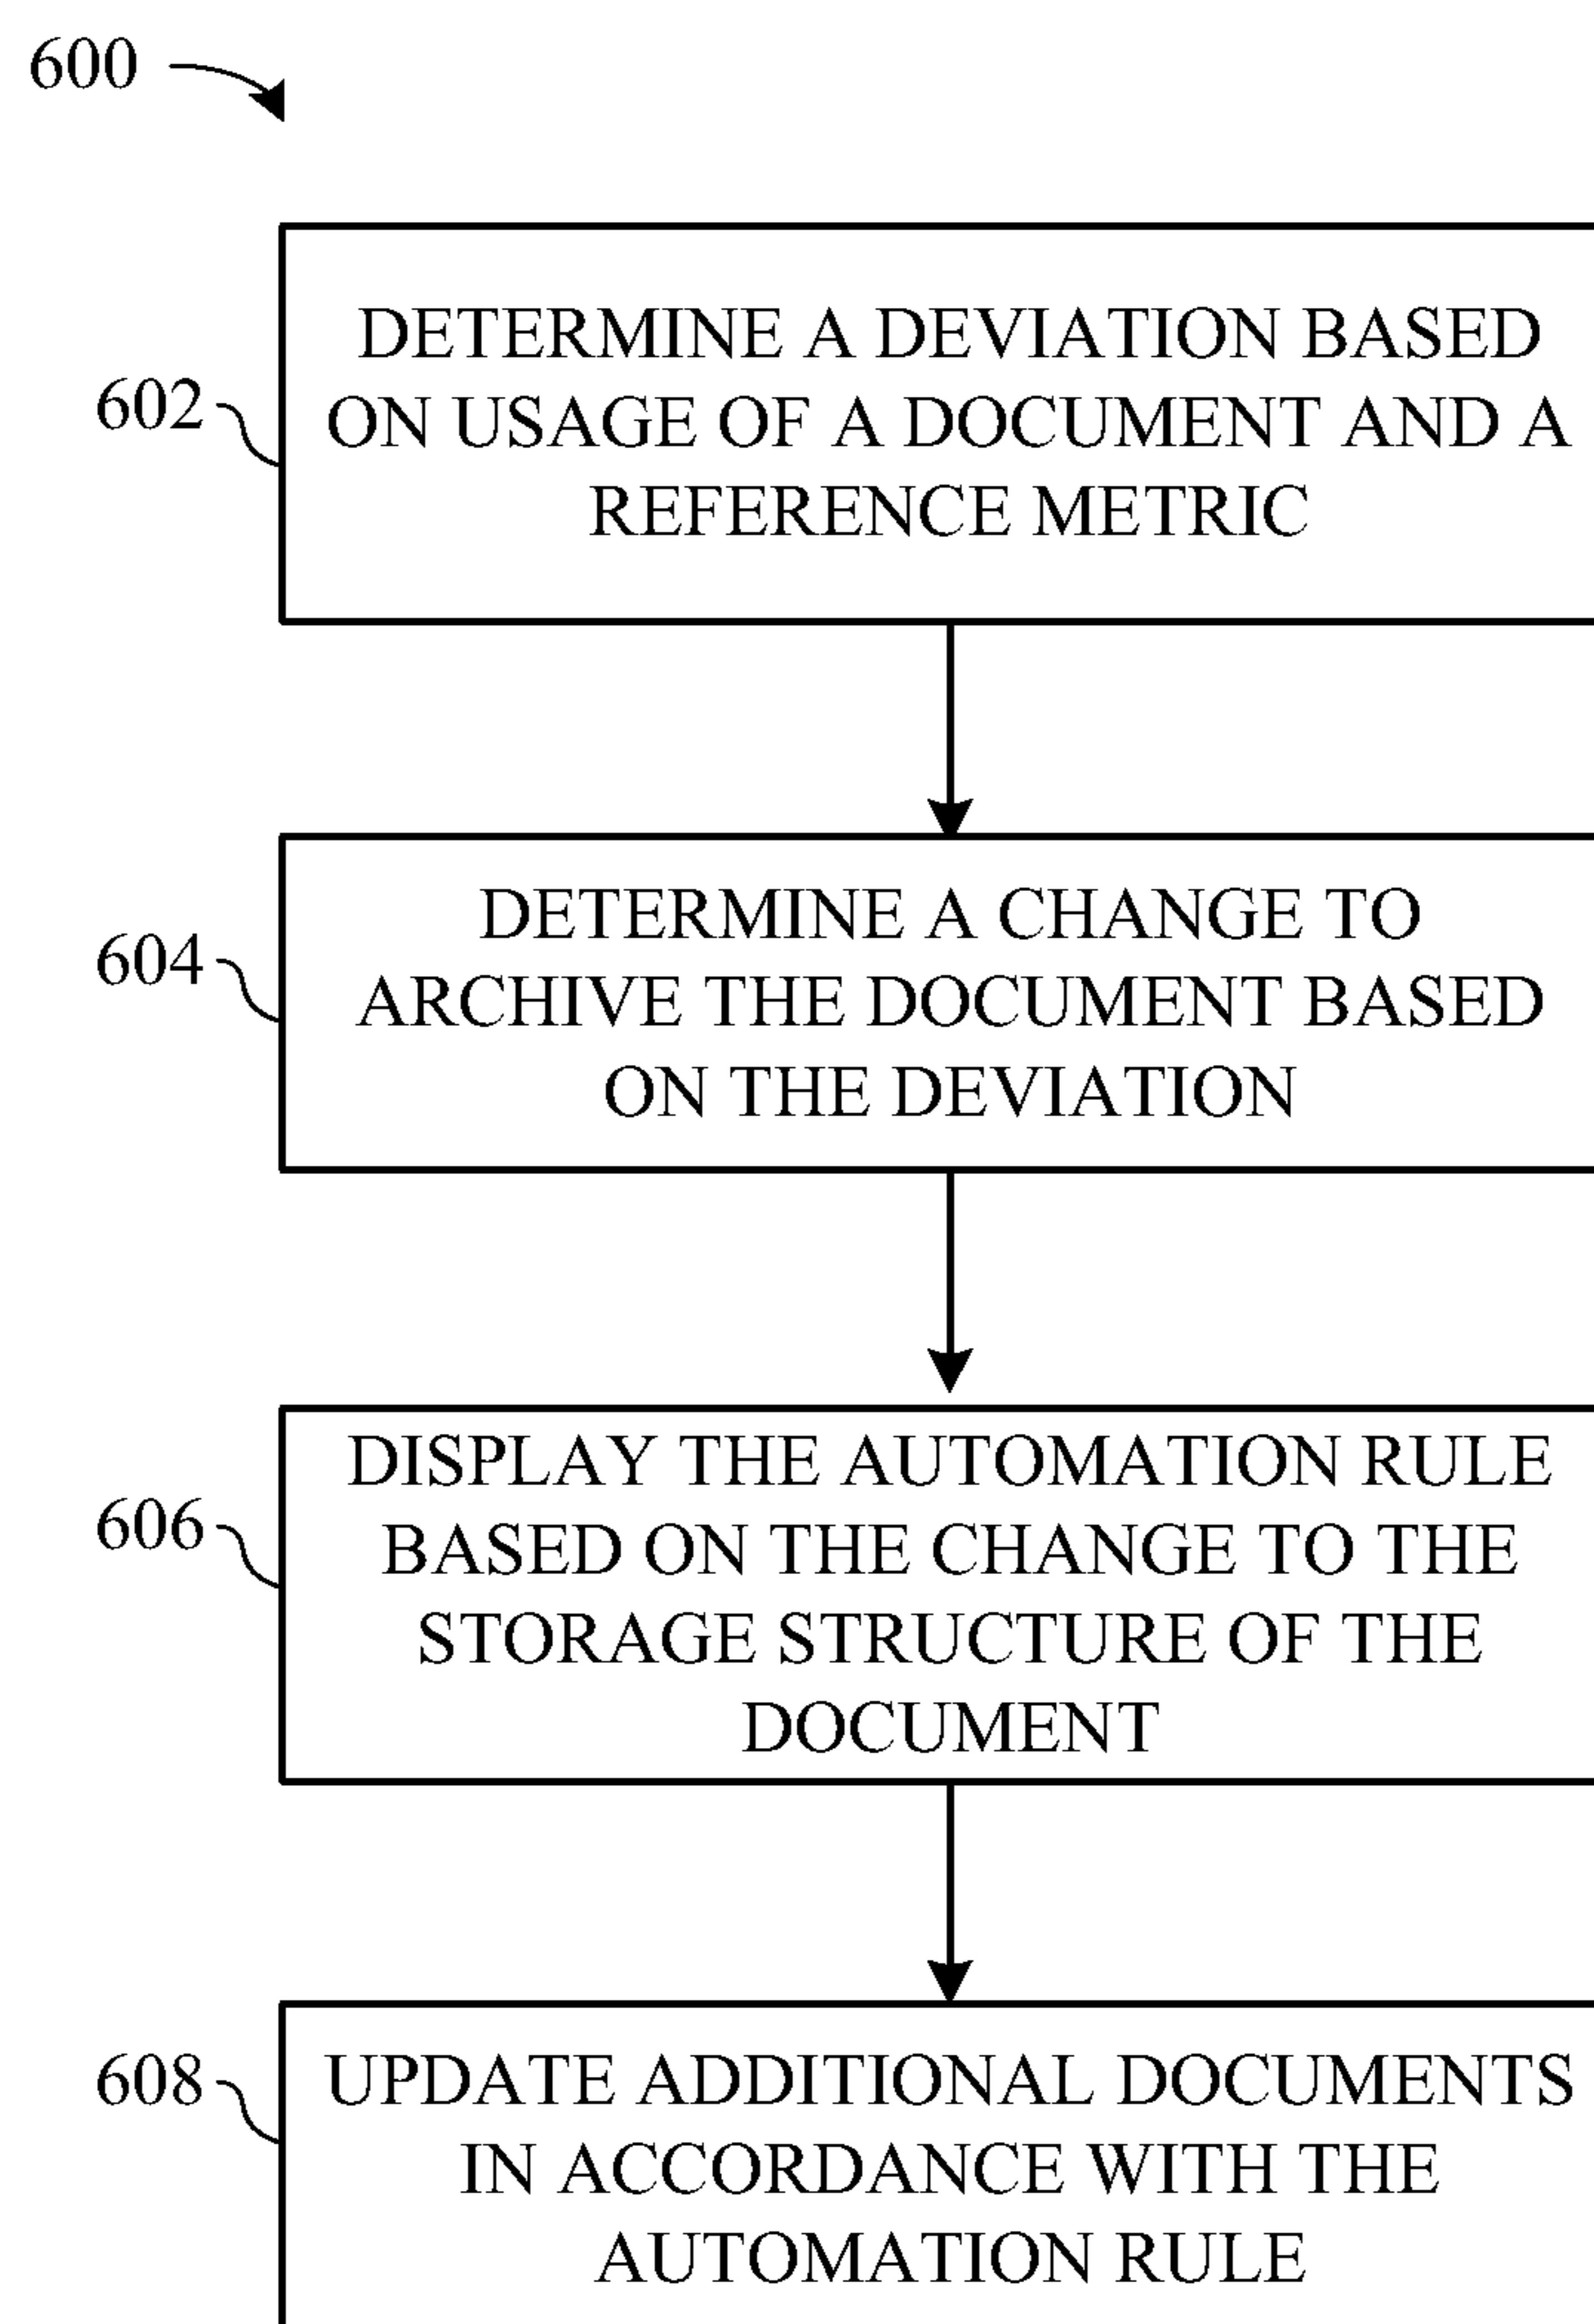 600
602
DETERMINE A DEVIATION BASED
ON USAGE OF A DOCUMENT AND A
REFERENCE METRIC
604
DETERMINE A CHANGE TO
ARCHIVE THE DOCUMENT BASED
ON THE DEVIATION
606
DISPLAY THE AUTOMATION RULE
BASED ON THE CHANGE TO THE
STORAGE STRUCTURE OF THE
DOCUMENT
608
UPDATE ADDITIONAL DOCUMENTS
IN ACCORDANCE WITH THE
AUTOMATION RULE